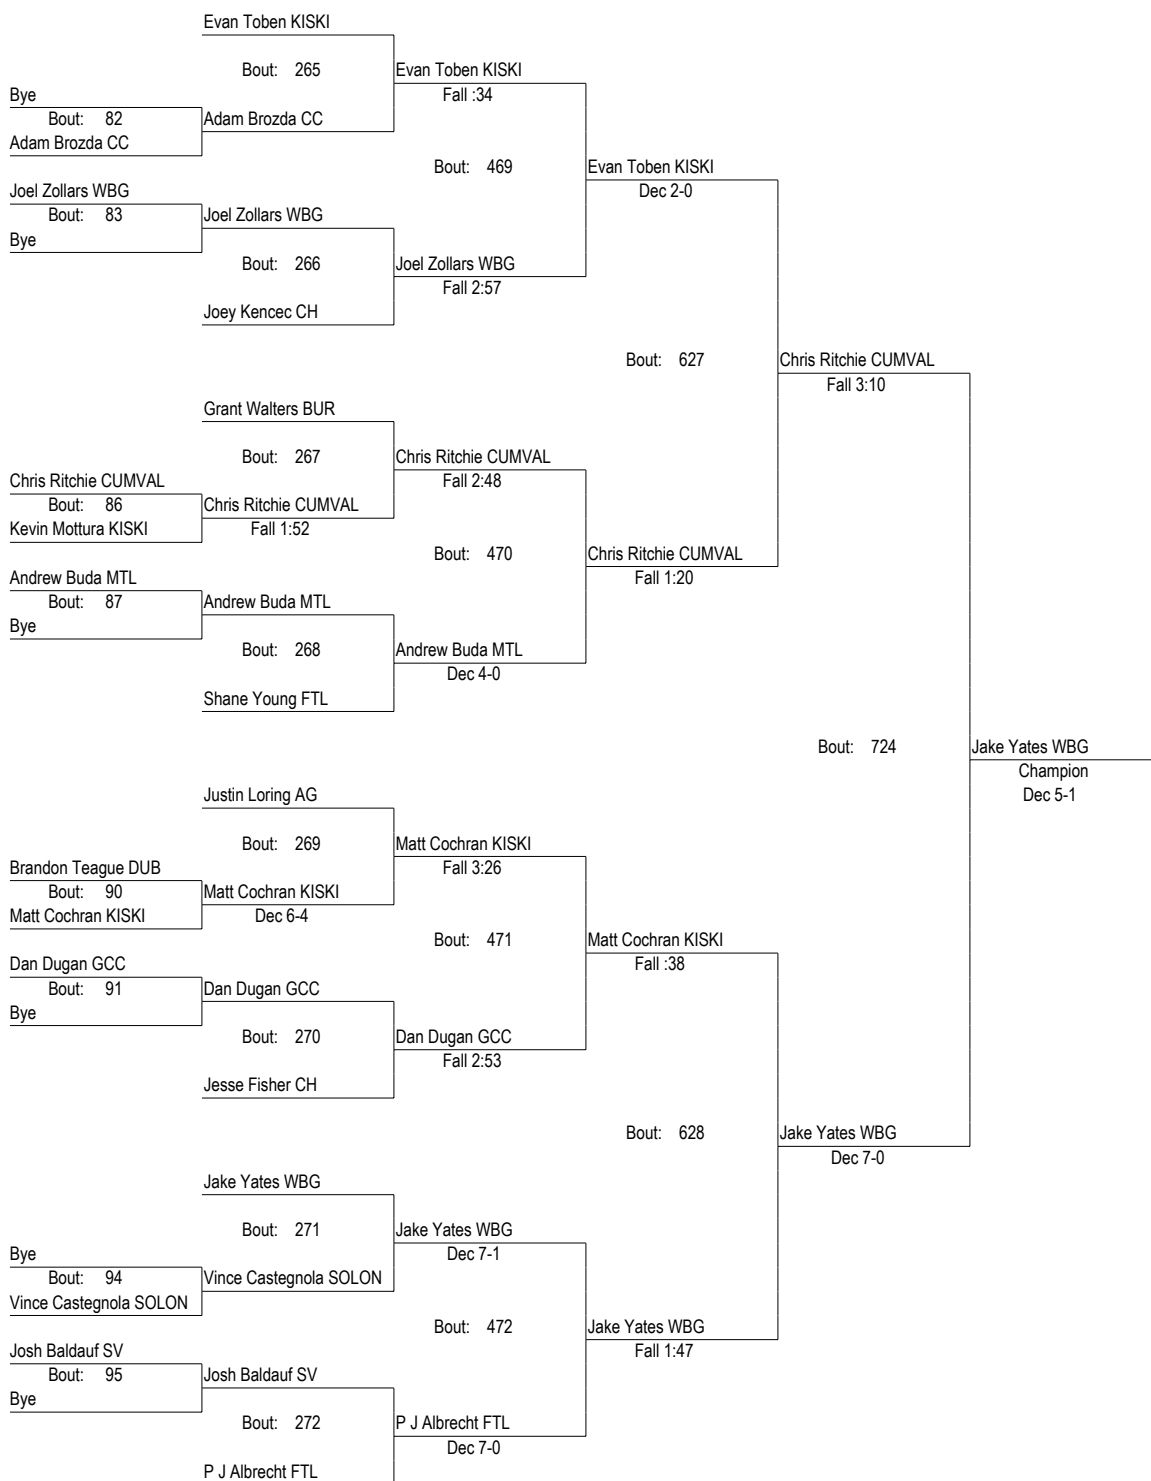 Evan Toben KISKI
Bout: 265
Evan Toben KISKI
Bye
Fall :34
Bout: 82
Adam Brozda CC
Adam Brozda CC
Bout: 469
Evan Toben KISKI
Joel Zollars WBG
Dec 2-0
Bout: 83
Joel Zollars WBG
Bye
Bout: 266
Joel Zollars WBG
Fall 2:57
Joey Kencec CH
Bout: 627
Chris Ritchie CUMVAL
Fall 3:10
Grant Walters BUR
Bout: 267
Chris Ritchie CUMVAL
Chris Ritchie CUMVAL
Fall 2:48
Bout: 86
Chris Ritchie CUMVAL
Kevin Mottura KISKI
Fall 1:52
Bout: 470
Chris Ritchie CUMVAL
Andrew Buda MTL
Fall 1:20
Bout: 87
Andrew Buda MTL
Bye
Bout: 268
Andrew Buda MTL
Dec 4-0
Shane Young FTL
Bout: 724
Jake Yates WBG
Champion
Dec 5-1
Justin Loring AG
Bout: 269
Matt Cochran KISKI
Brandon Teague DUB
Fall 3:26
Bout: 90
Matt Cochran KISKI
Matt Cochran KISKI
Dec 6-4
Bout: 471
Matt Cochran KISKI
Dan Dugan GCC
Fall :38
Bout: 91
Dan Dugan GCC
Bye
Bout: 270
Dan Dugan GCC
Fall 2:53
Jesse Fisher CH
Bout: 628
Jake Yates WBG
Dec 7-0
Jake Yates WBG
Bout: 271
Jake Yates WBG
Bye
Dec 7-1
Bout: 94
Vince Castegnola SOLON
Vince Castegnola SOLON
Bout: 472
Jake Yates WBG
Josh Baldauf SV
Fall 1:47
Bout: 95
Josh Baldauf SV
Bye
Bout: 272
P J Albrecht FTL
Dec 7-0
P J Albrecht FTL